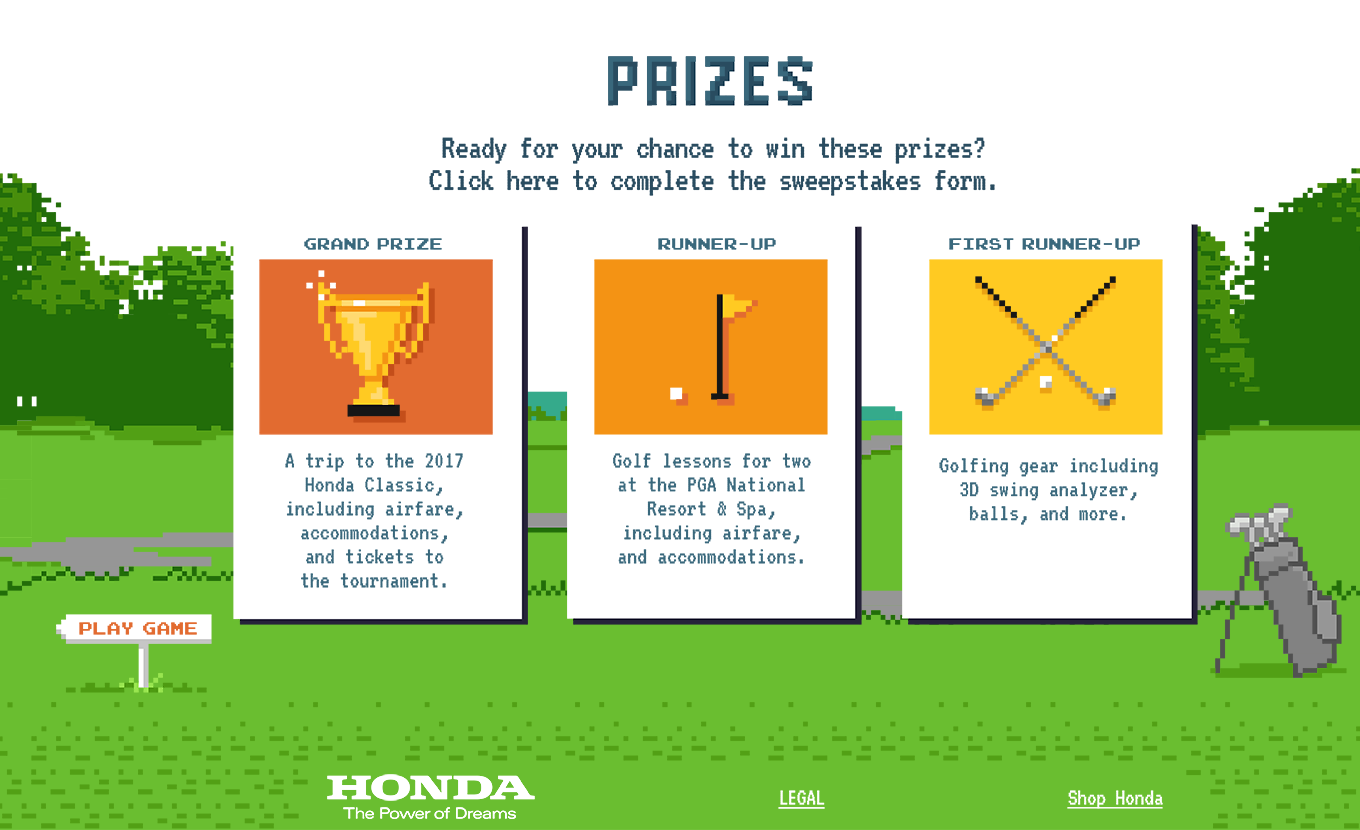 PRIZES
Ready for your chance to win these prizes?
Click here to complete the sweepstakes form.
GRAND PRIZE
A trip to the 2017
Honda Classic,
including airfare,
accommodations,
and tickets to
the tournament.
RUNNER-UP
Golf lessons for two
at the PGA National
Resort & Spa,
including airfare,
and accommodations.
FIRST RUNNER-UP
Golfing gear including
3D swing analyzer,
balls, and more.
PLAY GAME
HONDA
The Power of Dreams
LEGAL
Shop Honda